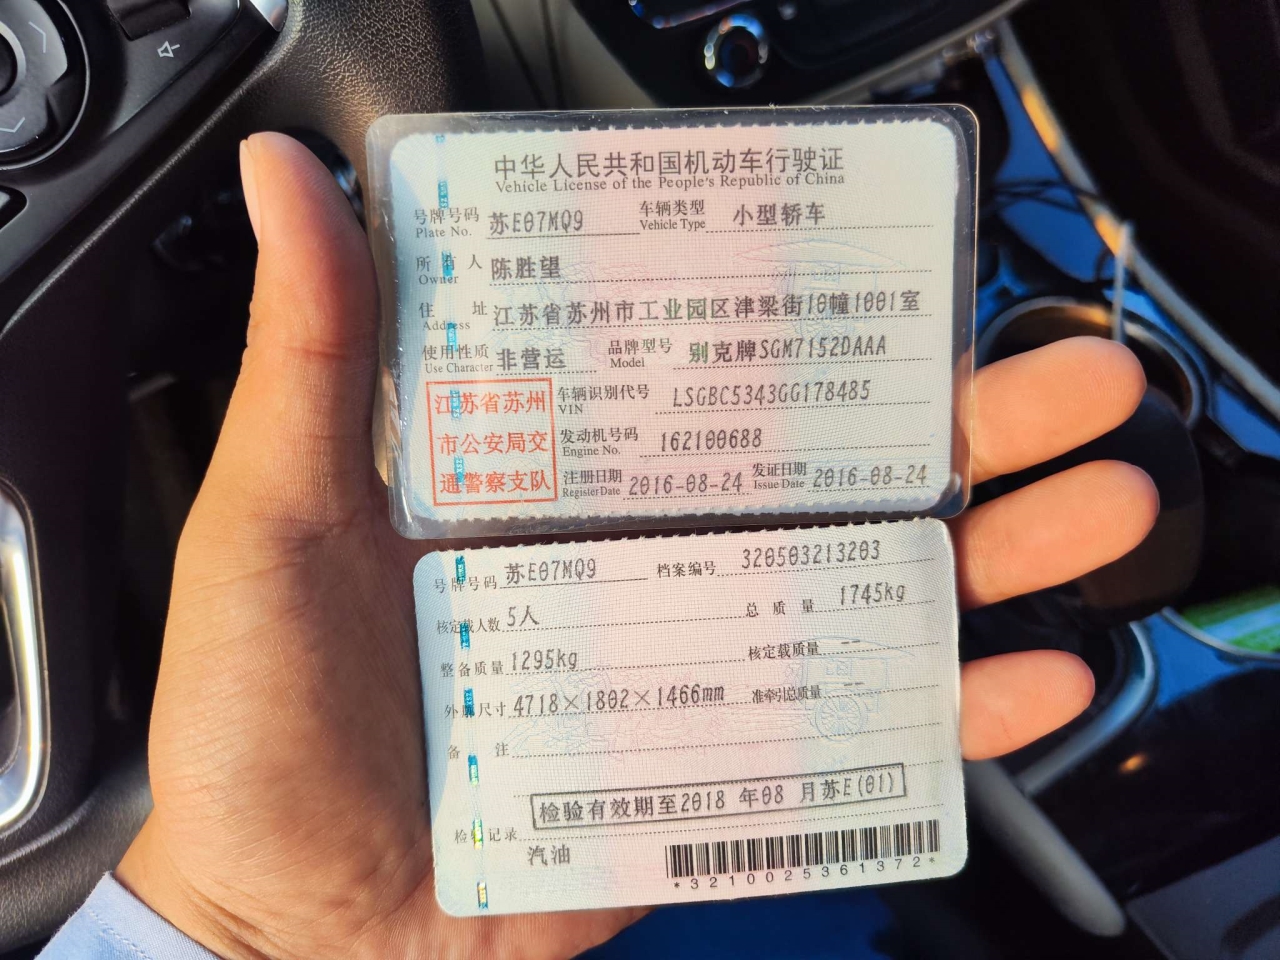 中华人民共和国机动车行驶证
Vehicle License of the People's Republic of China
号牌号码 苏E07MQ9 车辆类型 小型轿车
Plate No. Vehicle Type
所有人 陈胜望
Owner
住址 江苏省苏州市工业园区津梁街10幢1001室
Address
使用性质 非营运 品牌型号 别克牌SGM7152DAAA
Use Character Model
江苏省苏州
市公安局交
通警察支队
车辆识别代号 LSGBC5343GG178485
VIN
发动机号码 162100688
Engine No.
注册日期 2016-08-24 发证日期 2016-08-24
Register Date Issue Date
号牌号码 苏E07MQ9 档案编号 320503213203
核定载人数 5人 总质量 1745kg
整备质量 1295kg 核定载质量 --
外廓尺寸 4718×1802×1466mm 准牵引总质量 --
备注
检验有效期至2018 年08 月苏E(01)
检验记录
汽油
*3210025361372*